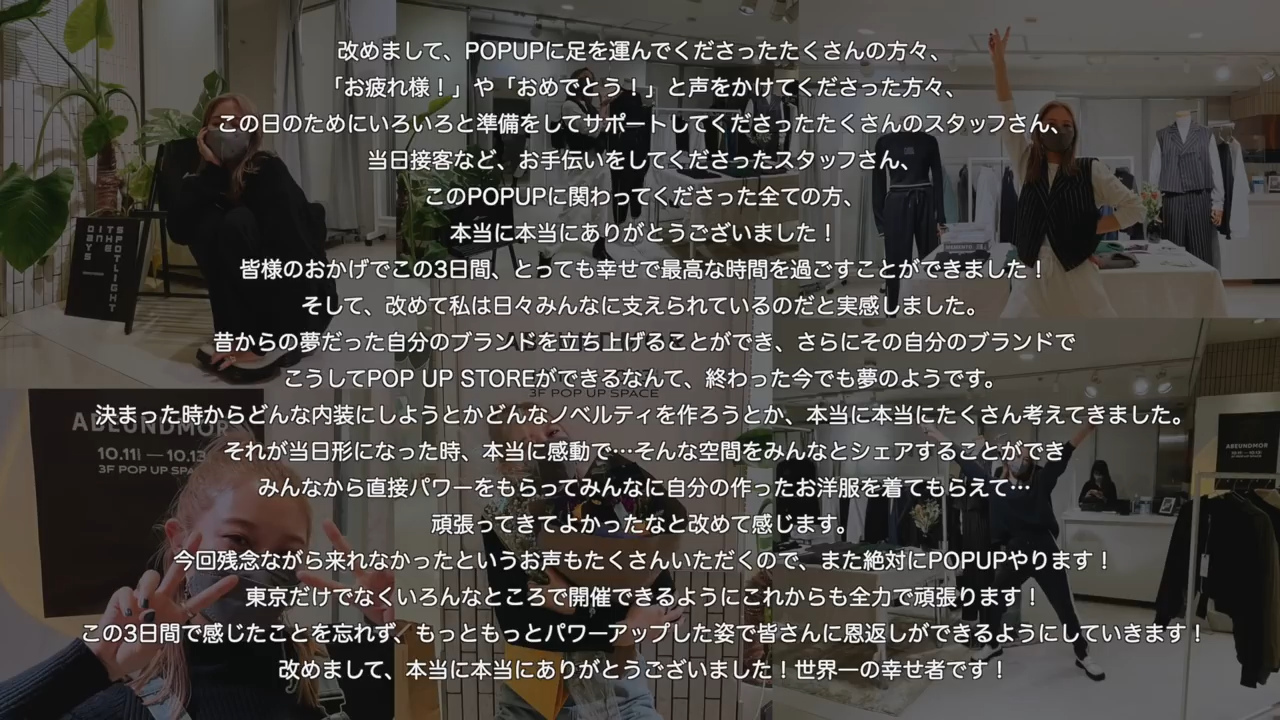 改めまして、POPUPに足を運んでくださったたくさんの方々、
「お疲れ様！」や「おめでとう！」と声をかけてくださった方々、
この日のためにいろいろと準備をしてサポートしてくださったたくさんのスタッフさん、
当日接客など、お手伝いをしてくださったスタッフさん、
このPOPUPに関わってくださった全ての方、
本当に本当にありがとうございました！
皆様のおかげでこの3日間、とっても幸せで最高な時間を過ごすことができました！
そして、改めて私は日々みんなに支えられているのだと実感しました。
昔からの夢だった自分のブランドを立ち上げることができ、さらにその自分のブランドで
こうしてPOP UP STOREができるなんて、終わった今でも夢のようです。
決まった時からどんな内装にしようとかどんなノベルティを作ろうとか、本当に本当にたくさん考えてきました。
それが当日形になった時、本当に感動で…そんな空間をみんなとシェアすることができ
みんなから直接パワーをもらってみんなに自分の作ったお洋服を着てもらえて…
頑張ってきてよかったなと改めて感じます。
今回残念ながら来れなかったというお声もたくさんいただくので、また絶対にPOPUPやります！
東京だけでなくいろんなところで開催できるようにこれからも全力で頑張ります！
この3日間で感じたことを忘れず、もっともっとパワーアップした姿で皆さんに恩返しができるようにしていきます！
改めまして、本当に本当にありがとうございました！世界一の幸せ者です！
3F POP UP SPACE
10.11 — 10.13
3F POP UP SPACE